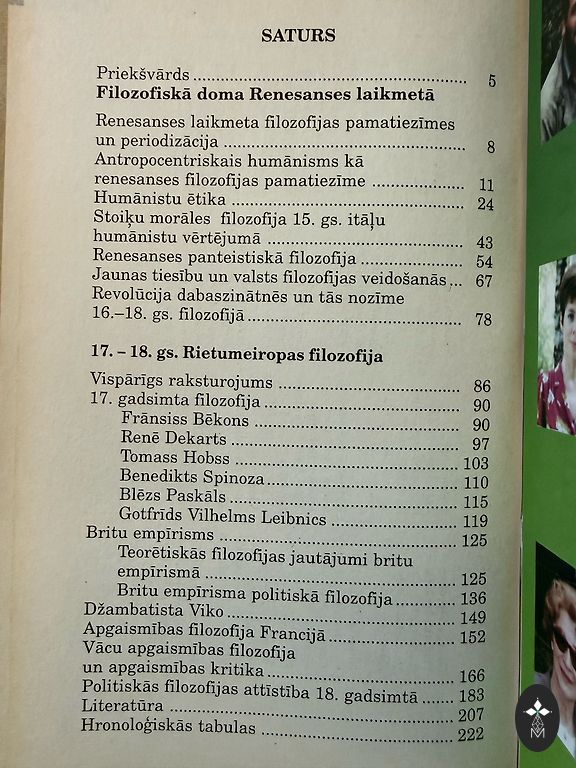 SATURS
Priekšvārds ........ 5
Filozofiskā doma Renesanses laikmetā
Renesanses laikmeta filozofijas pamatiezīmes
un periodizācija ........ 8
Antropocentriskais humānisms kā
renesanses filozofijas pamatiezīme ........ 11
Humānistu ētika ........ 24
Stoiķu morāles filozofija 15. gs. itāļu
humānistu vērtējumā ........ 43
Renesanses panteistiskā filozofija ........ 54
Jaunas tiesību un valsts filozofijas veidošanās ... 67
Revolūcija dabaszinātnēs un tās nozīme
16.–18. gs. filozofijā ........ 78
17. – 18. gs. Rietumeiropas filozofija
Vispārīgs raksturojums ........ 86
17. gadsimta filozofija ........ 90
Frānsiss Bēkons ........ 90
Renē Dekarts ........ 97
Tomass Hobss ........ 103
Benedikts Spinoza ........ 110
Blēzs Paskāls ........ 115
Gotfrīds Vilhelms Leibnics ........ 119
Britu empīrisms ........ 125
Teorētiskās filozofijas jautājumi britu
empīrismā ........ 125
Britu empīrisma politiskā filozofija ........ 136
Džambatista Viko ........ 149
Apgaismības filozofija Francijā ........ 152
Vācu apgaismības filozofija
un apgaismības kritika ........ 166
Politiskās filozofijas attīstība 18. gadsimtā ........ 183
Literatūra ........ 207
Hronoloģiskās tabulas ........ 222
M